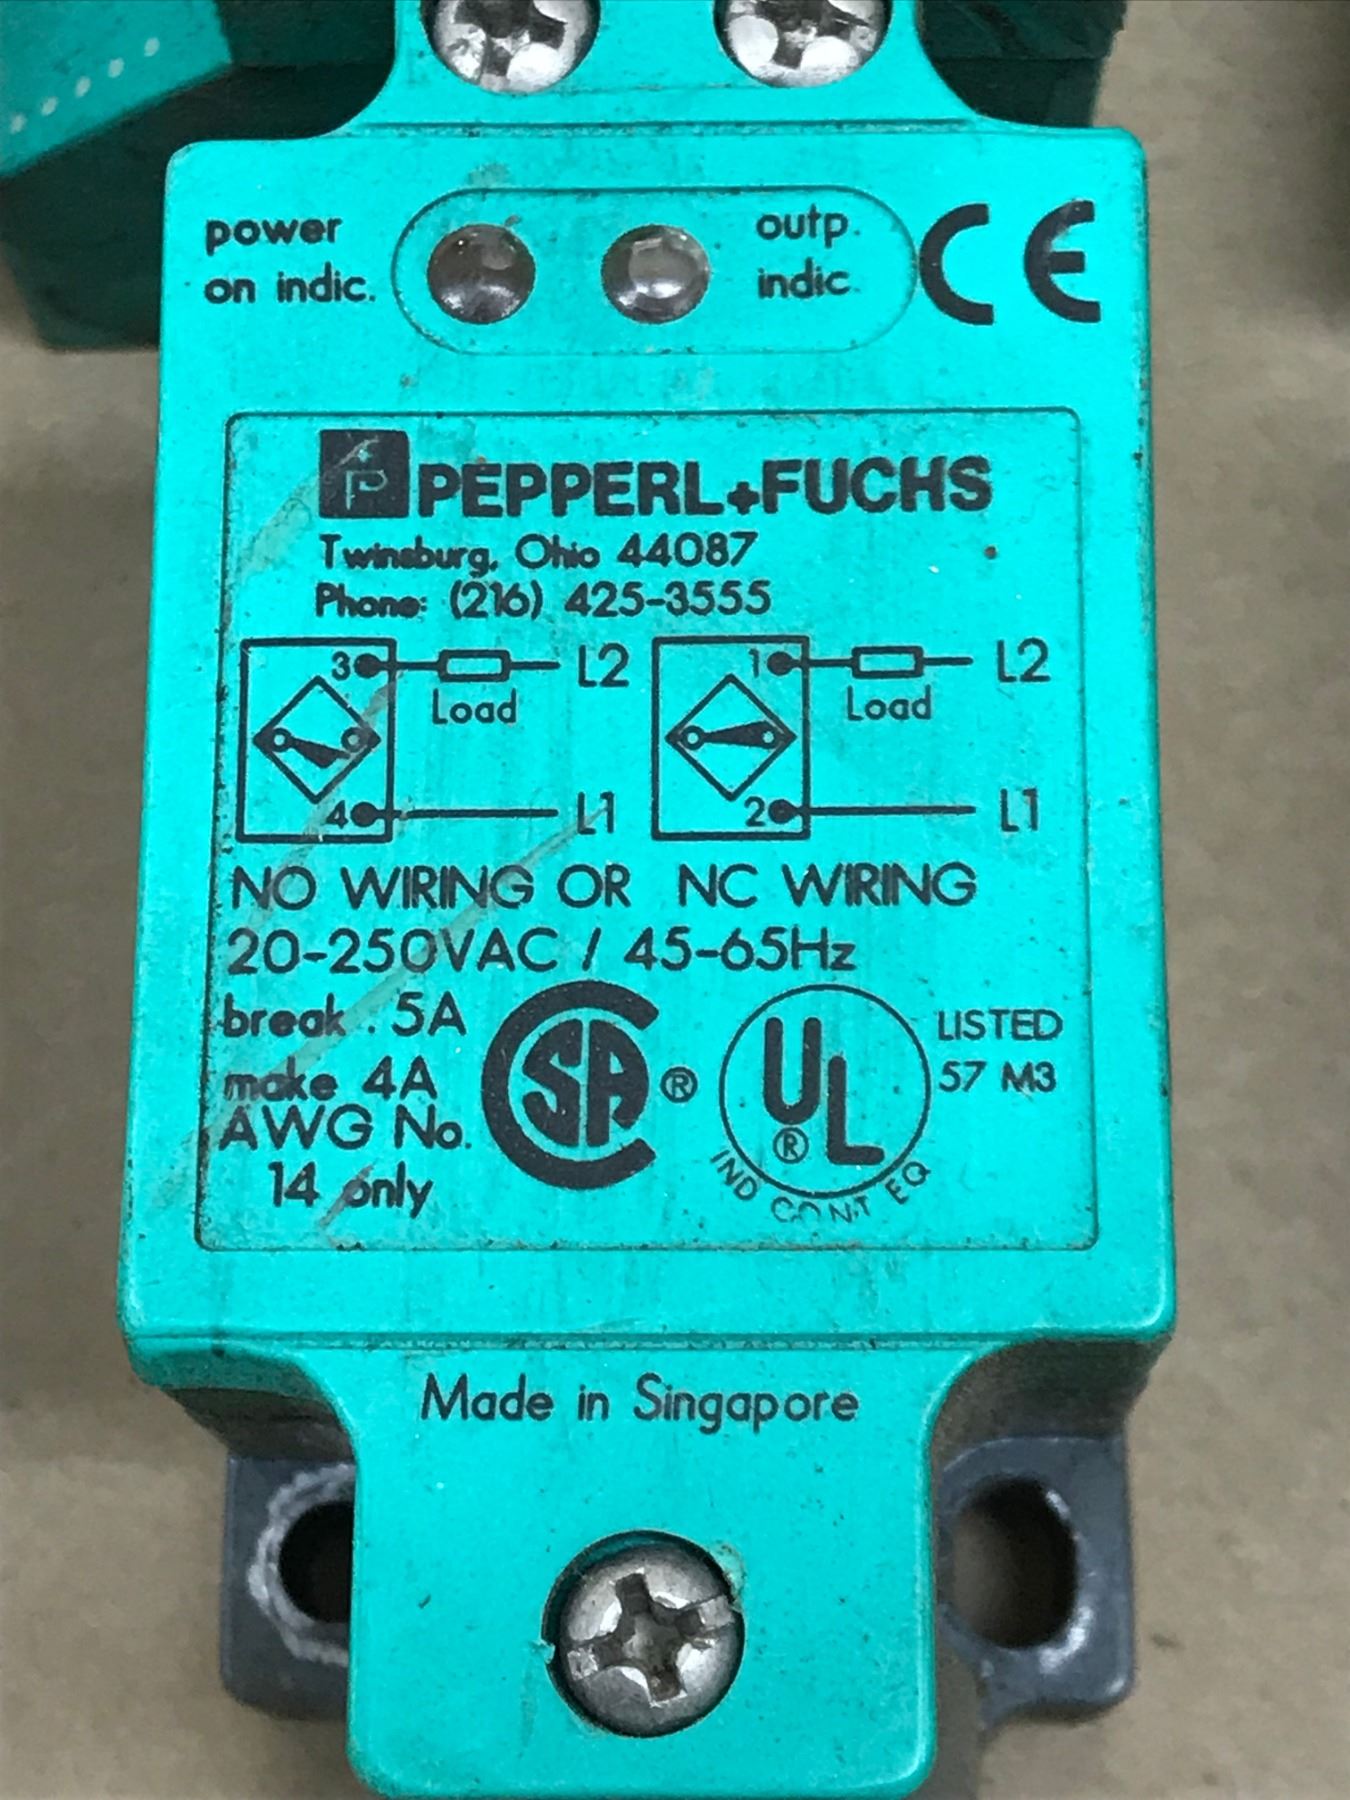 power
on indic.
outp.
indic.
CE
PEPPERL+FUCHS
Twinsburg, Ohio 44087
Phone: (216) 425-3555
3
Load
L2
4
L1
1
Load
L2
2
L1
NO WIRING OR NC WIRING
20-250VAC / 45-65Hz
break .5A
make 4A
AWG No.
14 only
SA ®
UL ®
LISTED
57 M3
IND CONT EQ
Made in Singapore